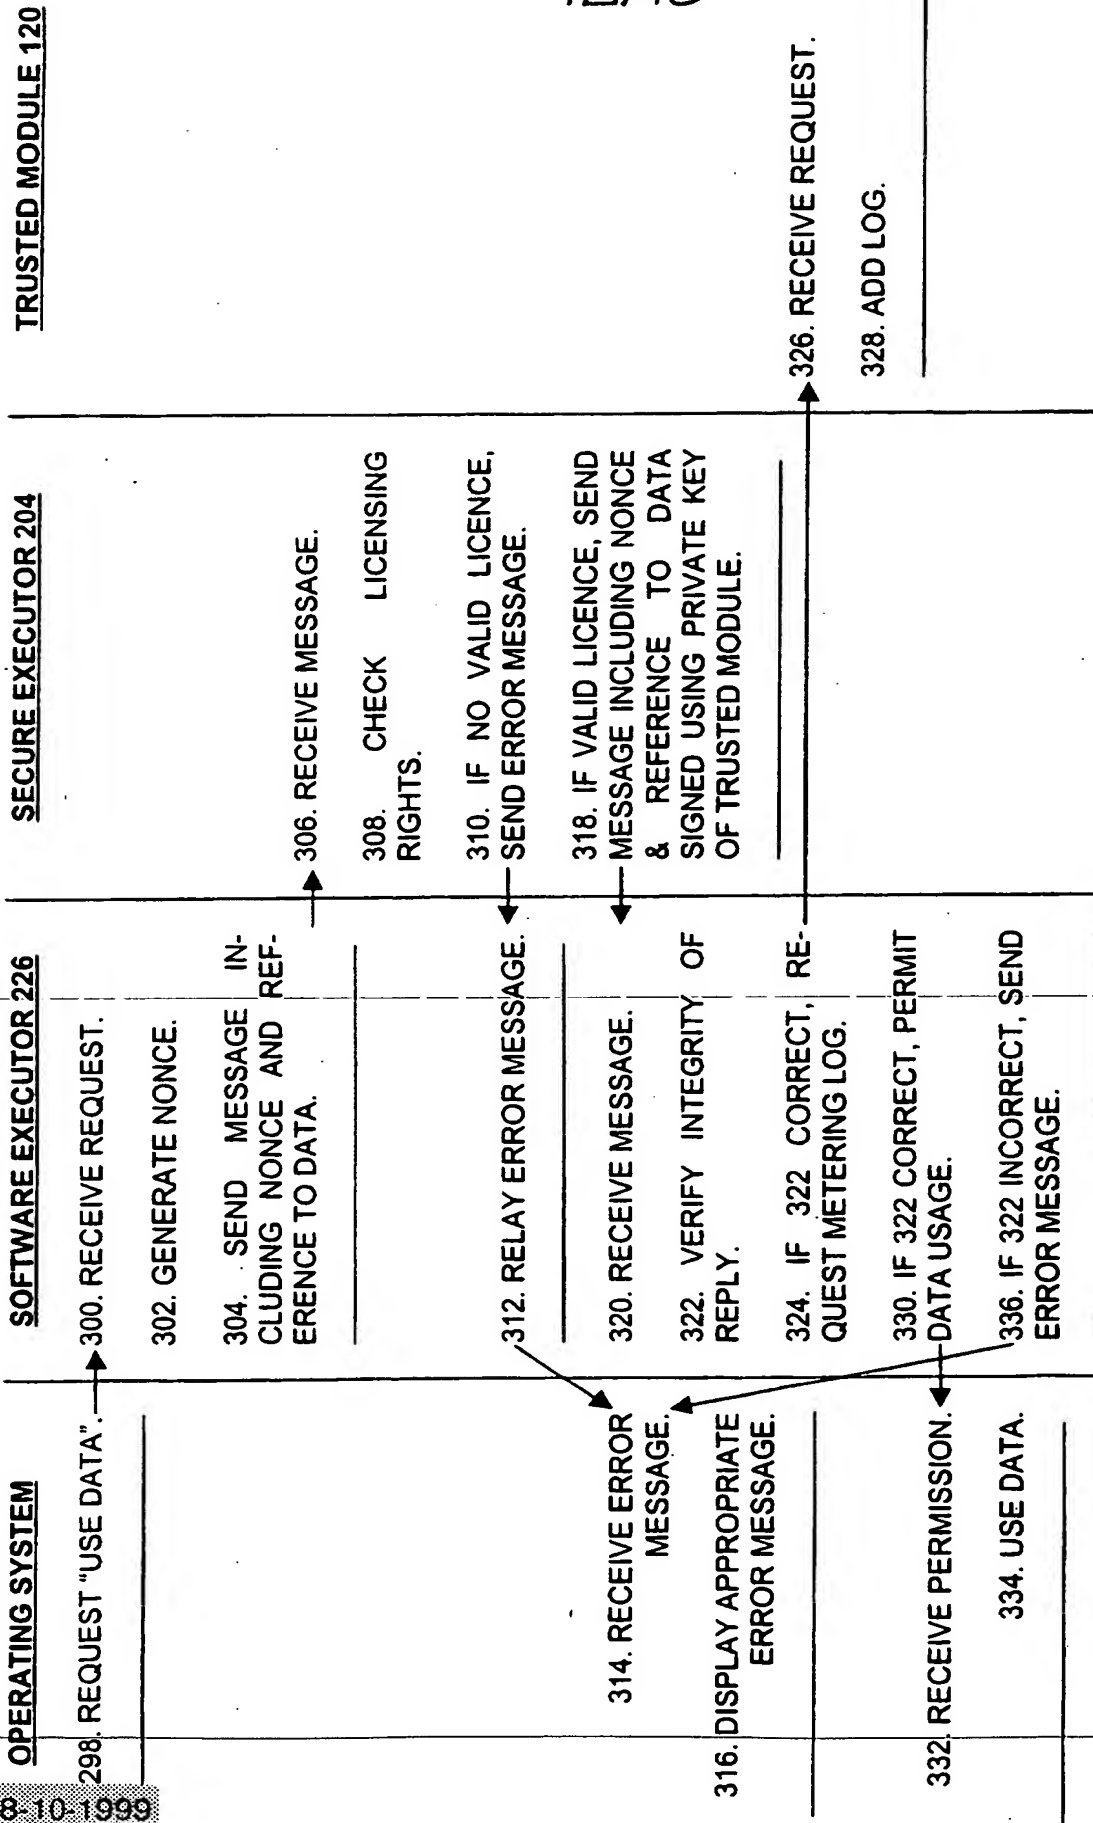 OPERATING SYSTEM
298. REQUEST "USE DATA".
314. RECEIVE ERROR
MESSAGE.
316. DISPLAY APPROPRIATE
ERROR MESSAGE.
332. RECEIVE PERMISSION.
334. USE DATA.
SOFTWARE EXECUTOR 226
300. RECEIVE REQUEST.
302. GENERATE NONCE.
304. SEND MESSAGE IN-
CLUDING NONCE AND REF-
ERENCE TO DATA.
312. RELAY ERROR MESSAGE.
320. RECEIVE MESSAGE.
322. VERIFY INTEGRITY OF
REPLY.
324. IF 322 CORRECT, RE-
QUEST METERING LOG.
330. IF 322 CORRECT, PERMIT
DATA USAGE.
336. IF 322 INCORRECT, SEND
ERROR MESSAGE.
SECURE EXECUTOR 204
306. RECEIVE MESSAGE.
308. CHECK LICENSING
RIGHTS.
310. IF NO VALID LICENCE,
SEND ERROR MESSAGE.
318. IF VALID LICENCE, SEND
MESSAGE INCLUDING NONCE
& REFERENCE TO DATA
SIGNED USING PRIVATE KEY
OF TRUSTED MODULE.
TRUSTED MODULE 120
326. RECEIVE REQUEST.
328. ADD LOG.
8-10-1999